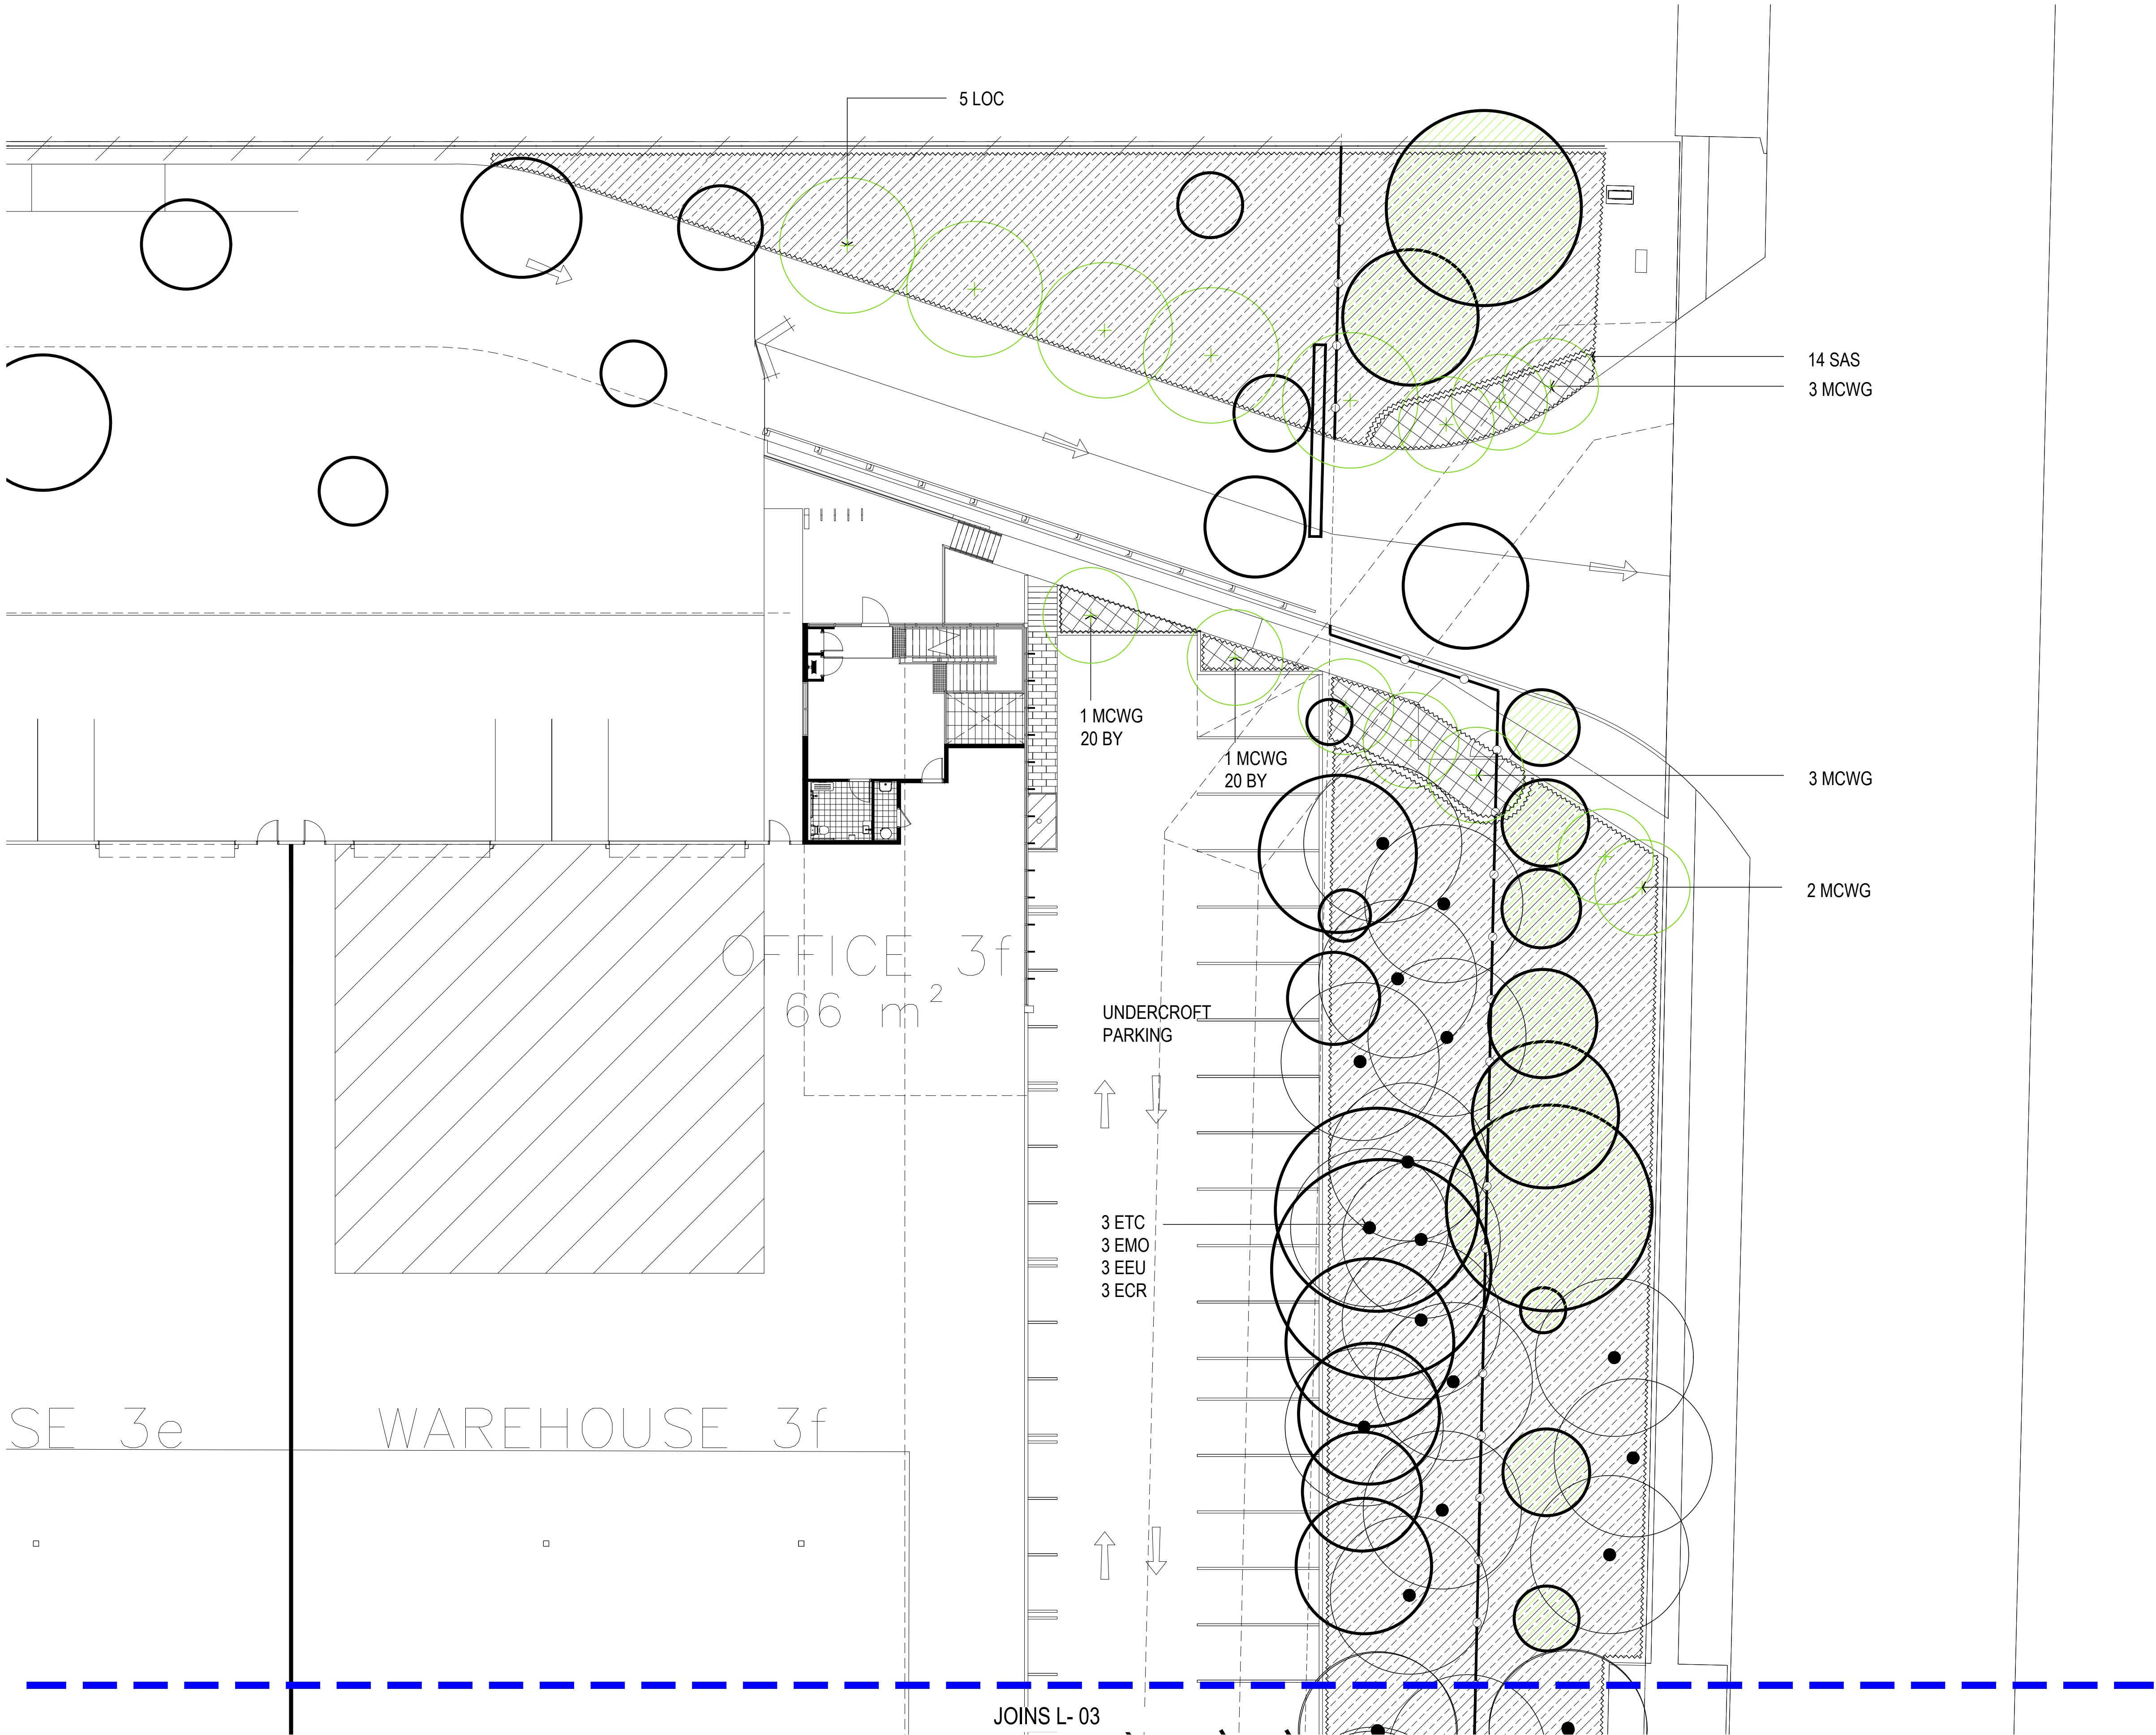 5 LOC
14 SAS
3 MCWG
1 MCWG
20 BY
1 MCWG
20 BY
3 MCWG
2 MCWG
OFFICE 3f
66 m²
UNDERCROFT
PARKING
3 ETC
3 EMO
3 EEU
3 ECR
SE 3e
WAREHOUSE 3f
JOINS L- 03